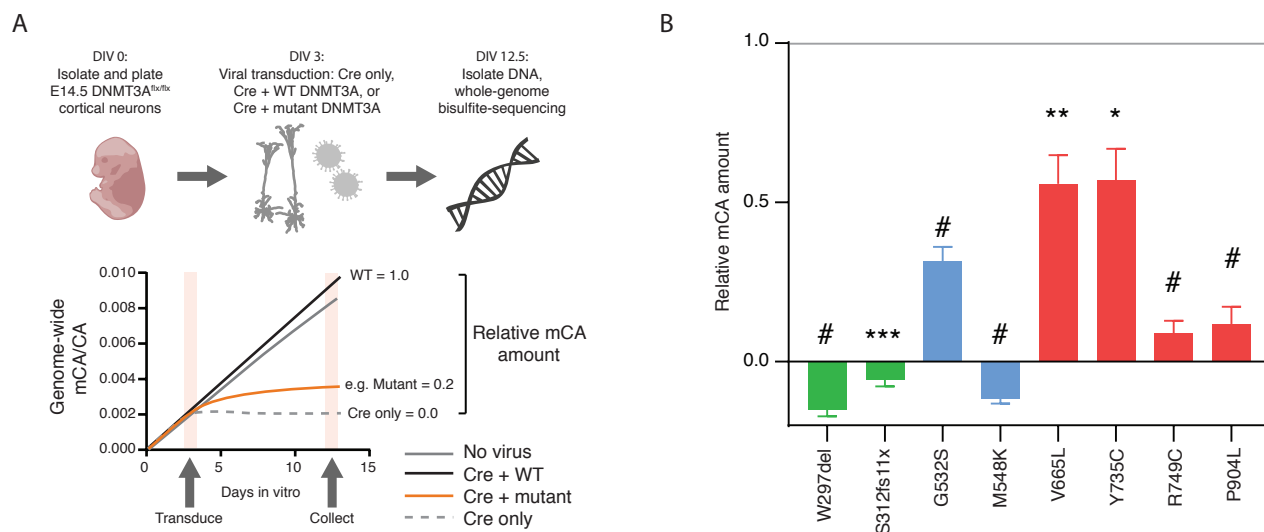 A
DIV 0:
Isolate and plate
E14.5 DNMT3Aflx/flx
cortical neurons
DIV 3:
Viral transduction: Cre only,
Cre + WT DNMT3A, or
Cre + mutant DNMT3A
DIV 12.5:
Isolate DNA,
whole-genome
bisulfite-sequencing
Genome-wide
mCA/CA
0.010
0.008
0.006
0.004
0.002
0.000
0
5
10
15
Days in vitro
Transduce
Collect
WT = 1.0
e.g. Mutant = 0.2
Cre only = 0.0
Relative mCA
amount
No virus
Cre + WT
Cre + mutant
Cre only
B
Relative mCA amount
1.0
0.5
0.0
#
***
#
#
**
*
#
#
W297del
S312fs11x
G532S
M548K
V665L
Y735C
R749C
P904L